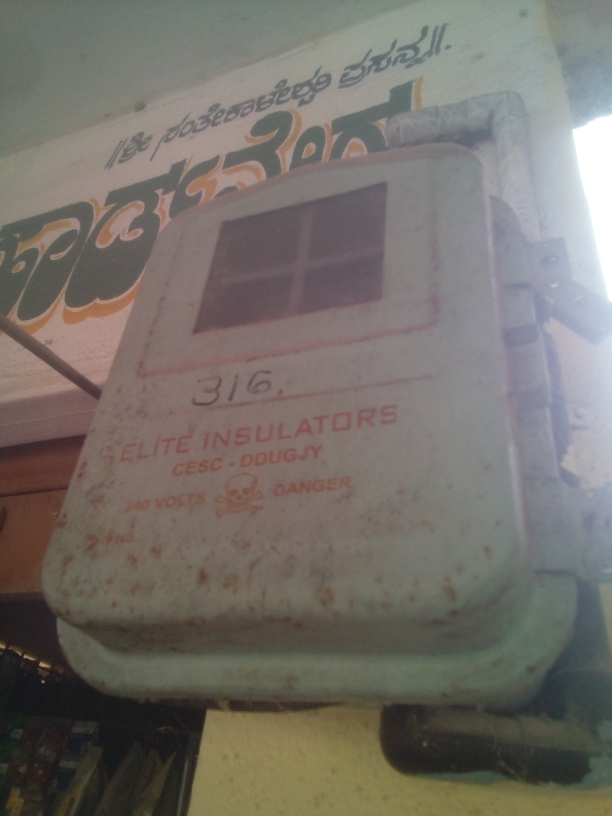 ॥ಶ್ರೀ ಸಂತೇಕಾಳೇಶ್ವರಿ ಪ್ರಸನ್ನ॥.
ಹಾರ್ಡ್‌ವೇರ್
316.
ELITE INSULATORS
CESC - DDUGJY
240 VOLTS DANGER